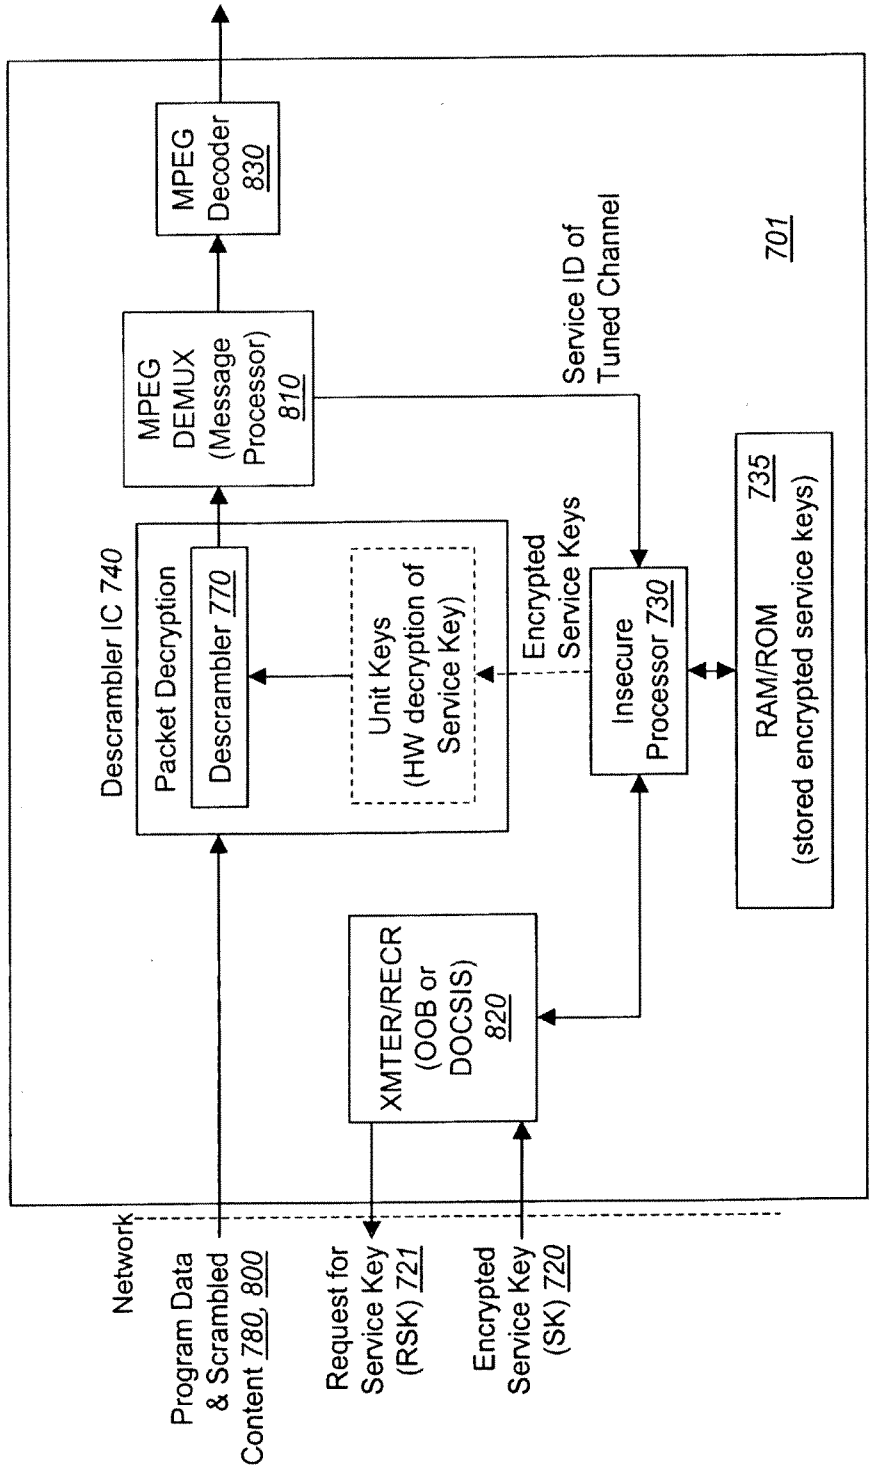 Network
Program Data
& Scrambled
Content 780, 800
Request for
Service Key
(RSK) 721
Encrypted
Service Key
(SK) 720
XMTER/RECR
(OOB or
DOCSIS)
820
Descrambler IC 740
Packet Decryption
Descrambler 770
Unit Keys
(HW decryption of
Service Key)
Encrypted
Service Keys
Insecure
Processor 730
RAM/ROM 735
(stored encrypted service keys)
MPEG
DEMUX
(Message
Processor)
810
Service ID of
Tuned Channel
MPEG
Decoder
830
701